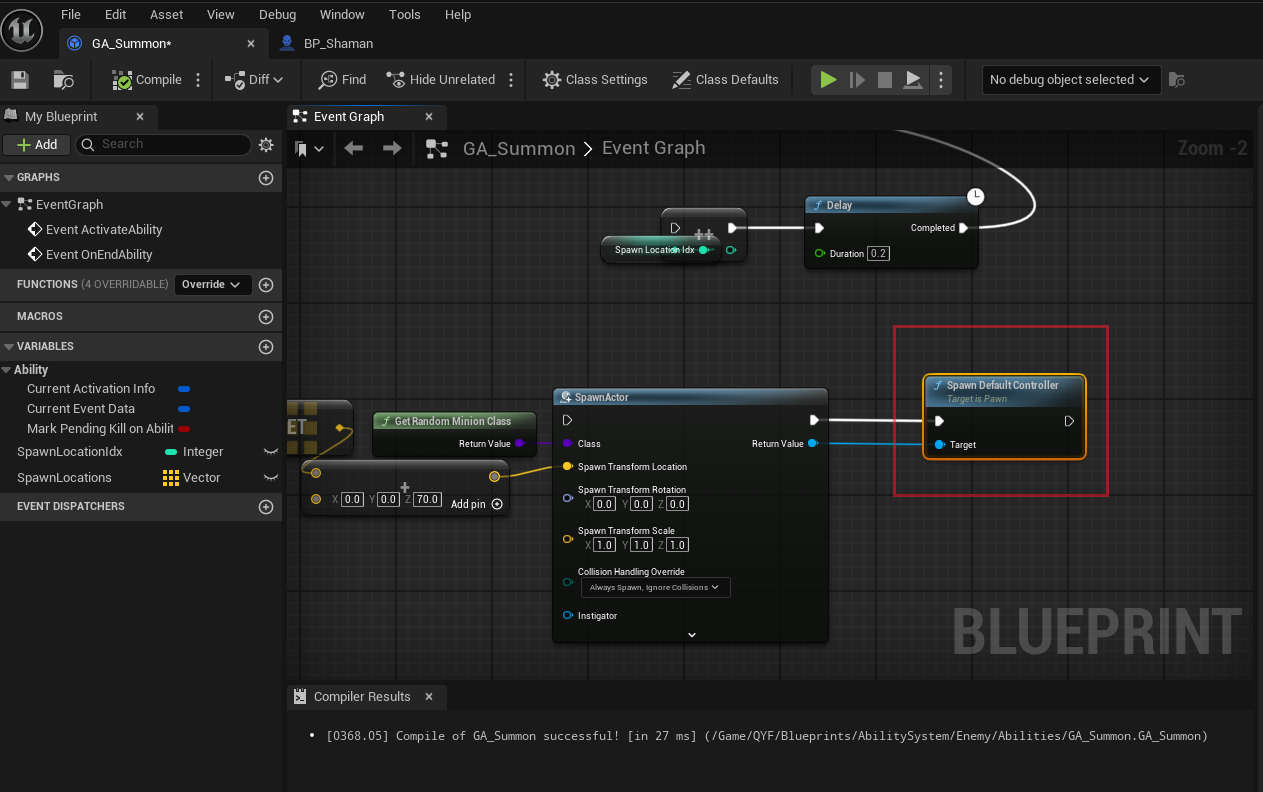 File Edit Asset View Debug Window Tools Help
GA_Summon* BP_Shaman
Compile Diff Find Hide Unrelated Class Settings Class Defaults No debug object selected
My Blueprint
Event Graph
Add Search
GA_Summon Event Graph Zoom -2
GRAPHS
EventGraph
Event ActivateAbility
Event OnEndAbility
FUNCTIONS (4 OVERRIDABLE) Override
MACROS
VARIABLES
Ability
Current Activation Info
Current Event Data
Mark Pending Kill on Abilit
SpawnLocationIdx Integer
SpawnLocations Vector
EVENT DISPATCHERS
++
Spawn Location Idx
Delay
Completed
Duration 0.2
ET
Get Random Minion Class
Return Value
+
X 0.0 Y 0.0 Z 70.0 Add pin
SpawnActor
Class Return Value
Spawn Transform Location
Spawn Transform Rotation
X 0.0 Y 0.0 Z 0.0
Spawn Transform Scale
X 1.0 Y 1.0 Z 1.0
Collision Handling Override
Always Spawn, Ignore Collisions
Instigator
Spawn Default Controller
Target is Pawn
Target
BLUEPRINT
Compiler Results
• [0368.05] Compile of GA_Summon successful! [in 27 ms] (/Game/QYF/Blueprints/AbilitySystem/Enemy/Abilities/GA_Summon.GA_Summon)